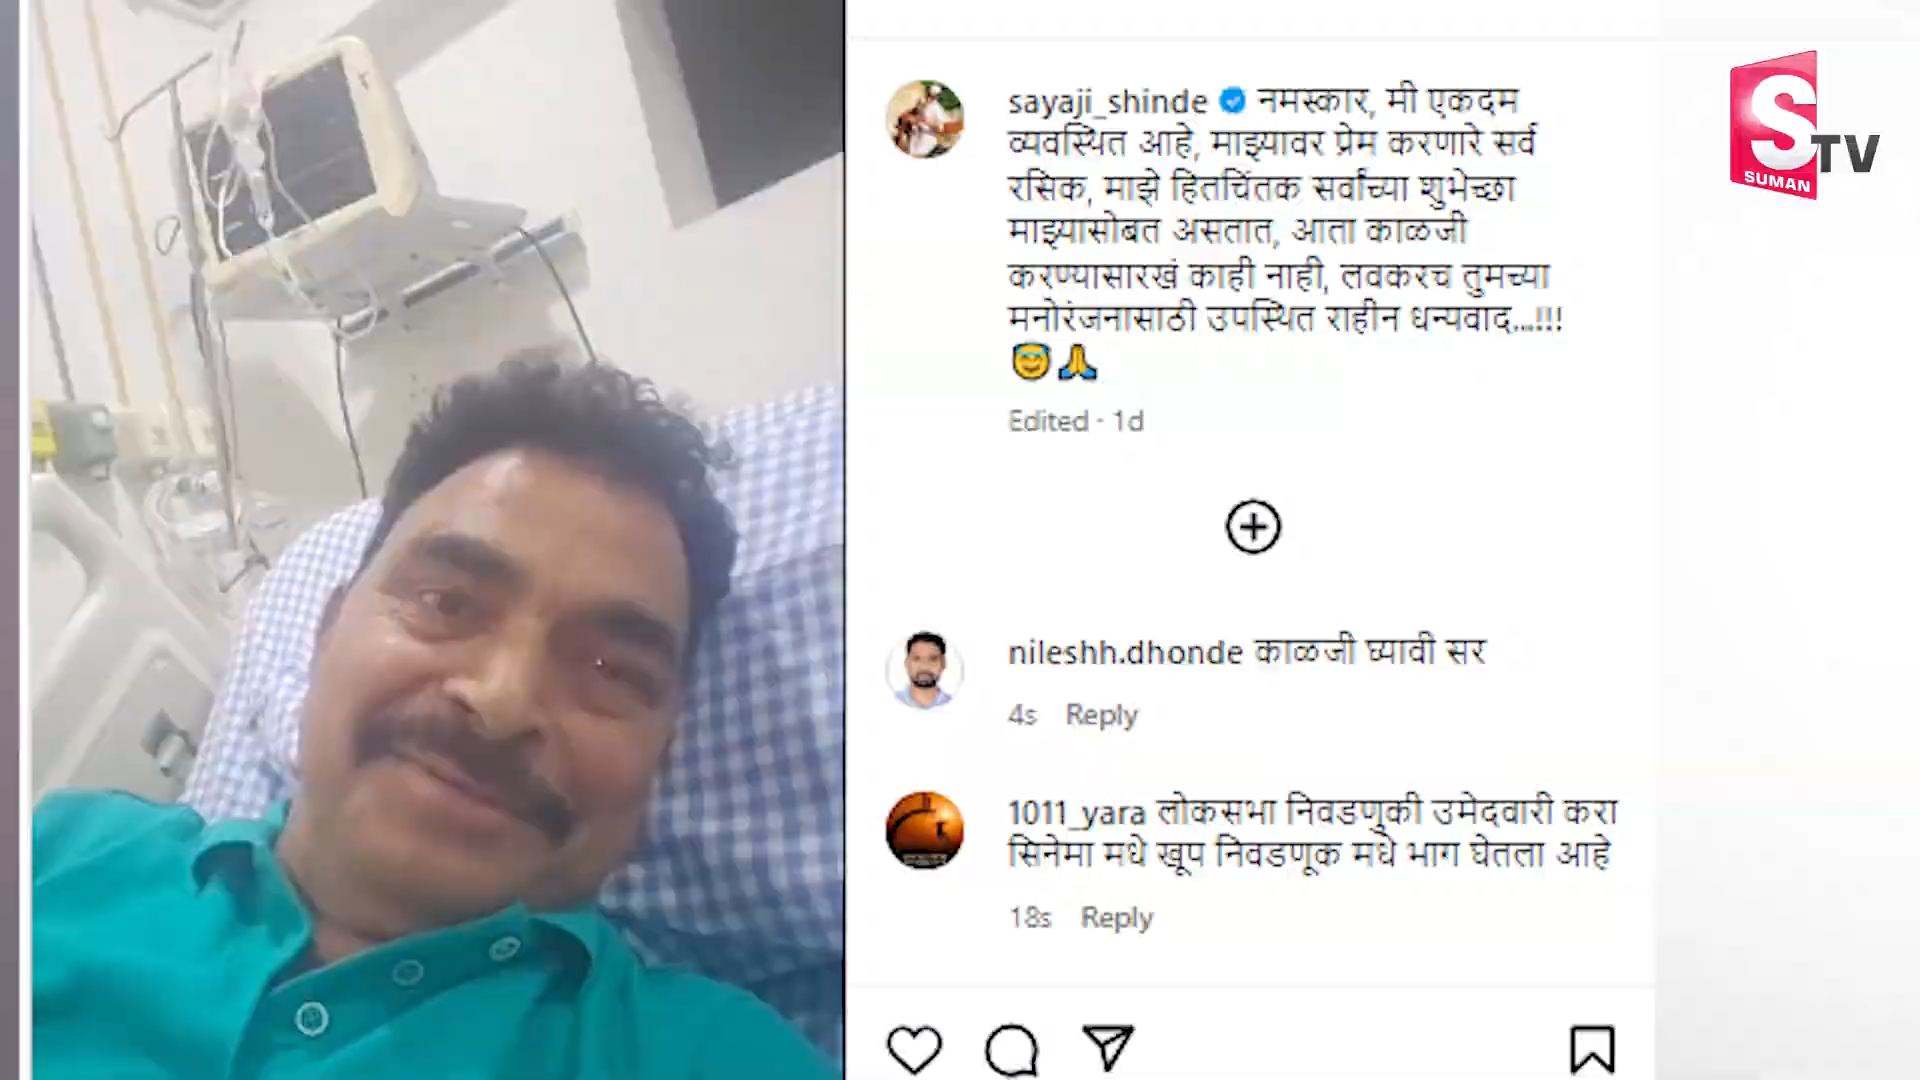 sayaji_shinde नमस्कार, मी एकदम
व्यवस्थित आहे, माझ्यावर प्रेम करणारे सर्व
रसिक, माझे हितचिंतक सर्वांच्या शुभेच्छा
माझ्यासोबत असतात, आता काळजी
करण्यासारखं काही नाही, लवकरच तुमच्या
मनोरंजनासाठी उपस्थित राहीन धन्यवाद...!!!
😇🙏
Edited · 1d
nileshh.dhonde काळजी घ्यावी सर
4s Reply
1011_yara लोकसभा निवडणुकी उमेदवारी करा
सिनेमा मधे खूप निवडणूक मधे भाग घेतला आहे
18s Reply
S TV
SUMAN